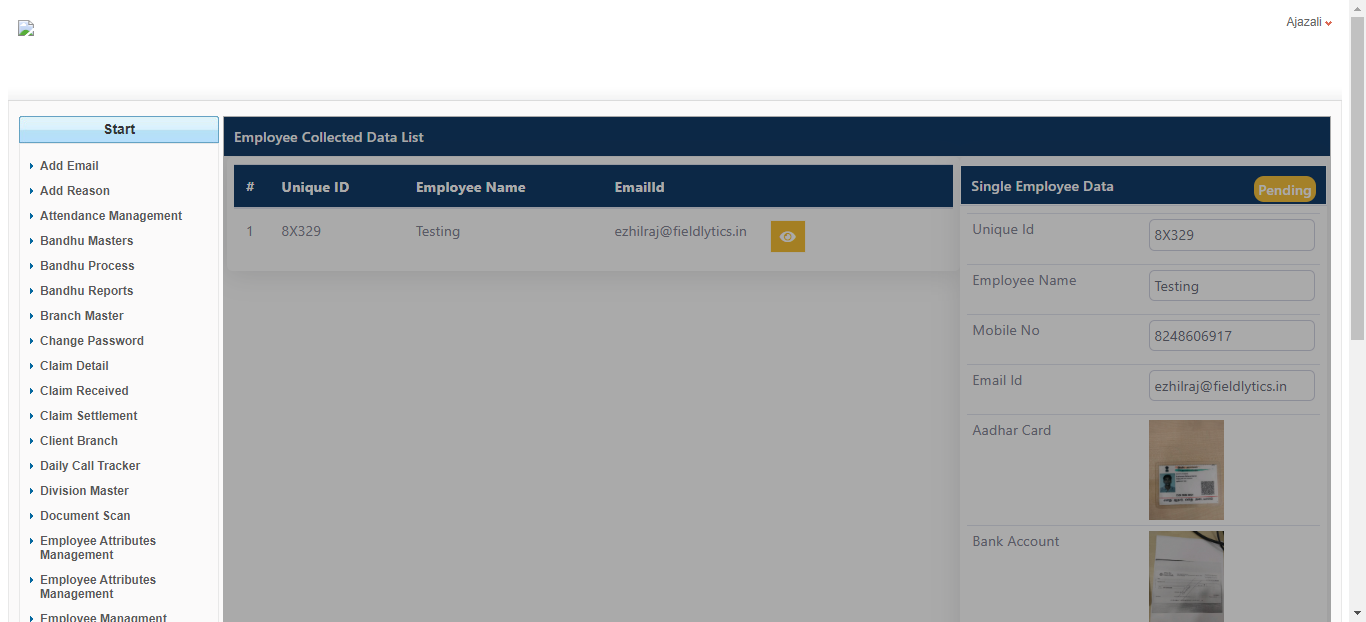 Ajazali
Start
Add Email
Add Reason
Attendance Management
Bandhu Masters
Bandhu Process
Bandhu Reports
Branch Master
Change Password
Claim Detail
Claim Received
Claim Settlement
Client Branch
Daily Call Tracker
Division Master
Document Scan
Employee Attributes
Management
Employee Attributes
Management
Employee Managment
Employee Collected Data List
# Unique ID Employee Name EmailId
1 8X329 Testing ezhilraj@fieldlytics.in
Single Employee Data Pending
Unique Id 8X329
Employee Name Testing
Mobile No 8248606917
Email Id ezhilraj@fieldlytics.in
Aadhar Card
Bank Account